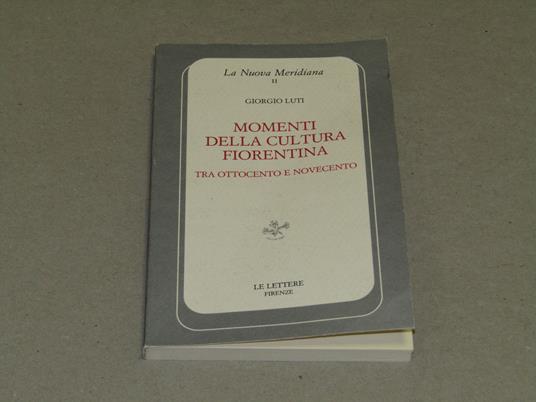 La Nuova Meridiana
11
GIORGIO LUTI
MOMENTI
DELLA CULTURA
FIORENTINA
TRA OTTOCENTO E NOVECENTO
LE LETTERE
FIRENZE